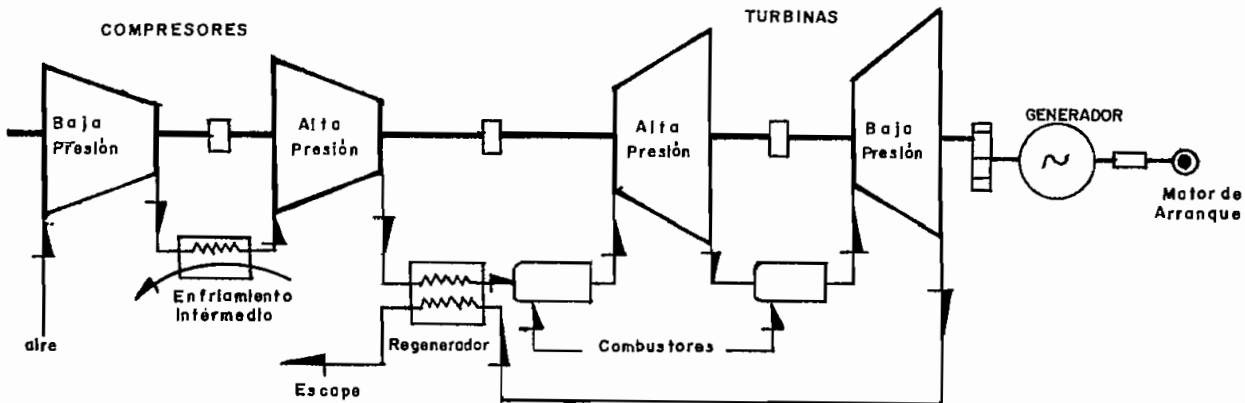 COMPRESORES
TURBINAS
Baja
Presión
Alta
Presión
Alta
Presión
Baja
Presión
GENERADOR
~
Motor de
Arranque
Enfriamiento
Intérmedio
aire
Regenerador
Combustores
Escape